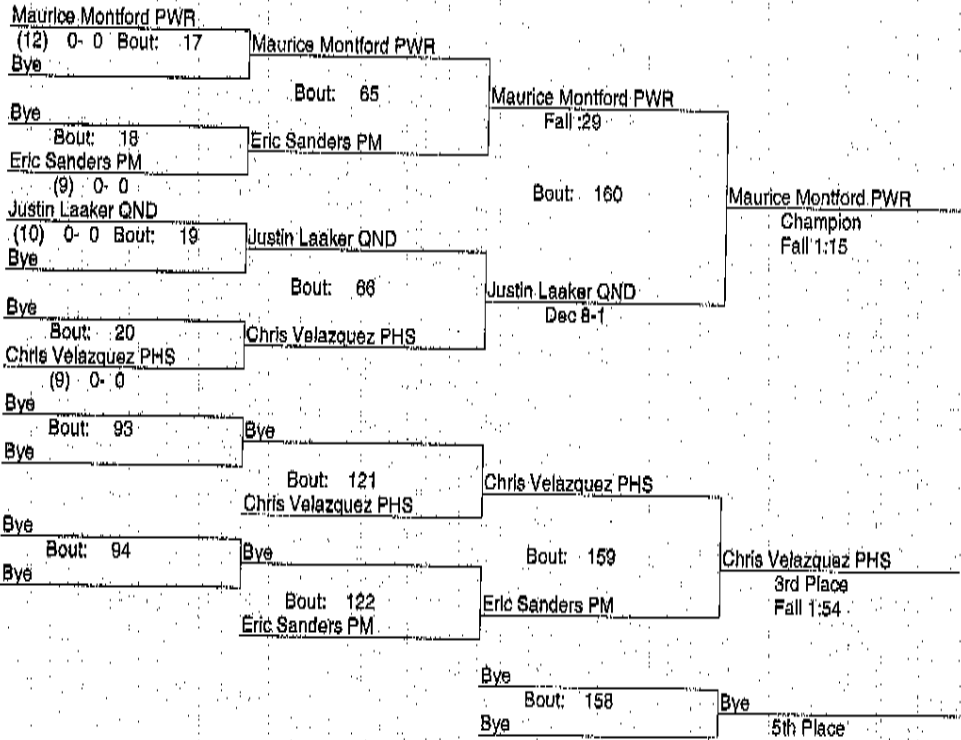 Maurice Montford PWR
(12) 0- 0 Bout: 17
Bye
Maurice Montford PWR
Bout: 65
Bye
Bout: 18
Eric Sanders PM
Eric Sanders PM
(9) 0- 0
Maurice Montford PWR
Fall :29
Justin Laaker QND
(10) 0- 0 Bout: 19
Bye
Justin Laaker QND
Bout: 66
Bye
Bout: 20
Chris Velazquez PHS
Chris Velazquez PHS
(9) 0- 0
Justin Laaker QND
Dec 8-1
Bout: 160
Maurice Montford PWR
Champion
Fall 1:15
Bye
Bout: 93
Bye
Bye
Bout: 121
Chris Velazquez PHS
Chris Velazquez PHS
Bye
Bout: 94
Bye
Bye
Bout: 122
Eric Sanders PM
Eric Sanders PM
Bout: 159
Chris Velazquez PHS
3rd Place
Fall 1:54
Bye
Bout: 158
Bye
Bye
5th Place